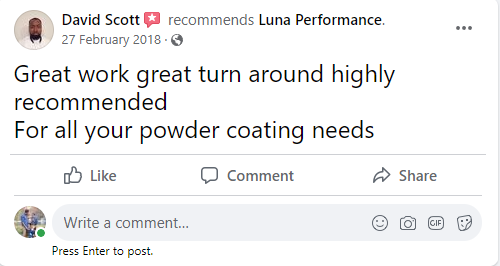 David Scott recommends Luna Performance.
27 February 2018 ·
Great work great turn around highly
recommended
For all your powder coating needs
Like Comment Share
Write a comment...
GIF
Press Enter to post.